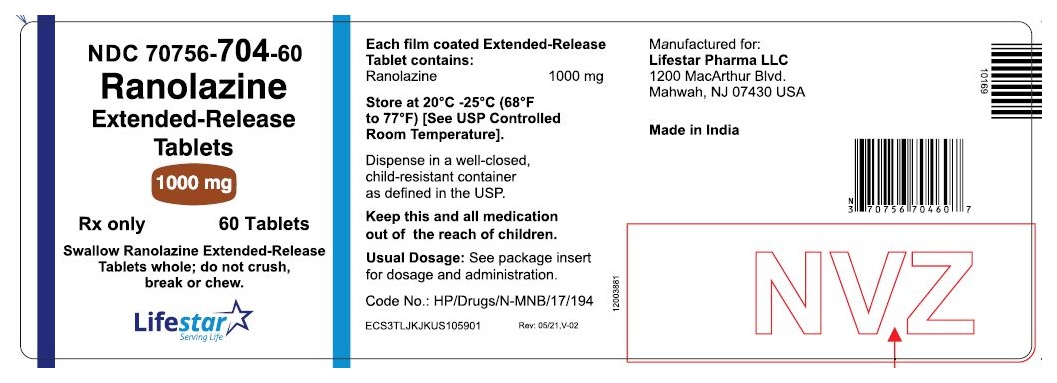 NDC 70756-704-60
Ranolazine
Extended-Release
Tablets
1000 mg
Rx only 60 Tablets
Swallow Ranolazine Extended-Release
Tablets whole; do not crush,
break or chew.
Lifestar
Serving Life
Each film coated Extended-Release
Tablet contains:
Ranolazine 1000 mg
Store at 20°C -25°C (68°F
to 77°F) [See USP Controlled
Room Temperature].
Dispense in a well-closed,
child-resistant container
as defined in the USP.
Keep this and all medication
out of the reach of children.
Usual Dosage: See package insert
for dosage and administration.
Code No.: HP/Drugs/N-MNB/17/194
ECS3TLJKJKUS105901 Rev: 05/21,V-02
12003881
Manufactured for:
Lifestar Pharma LLC
1200 MacArthur Blvd.
Mahwah, NJ 07430 USA
Made in India
10169
N
3 70756 70460 7
NVZ